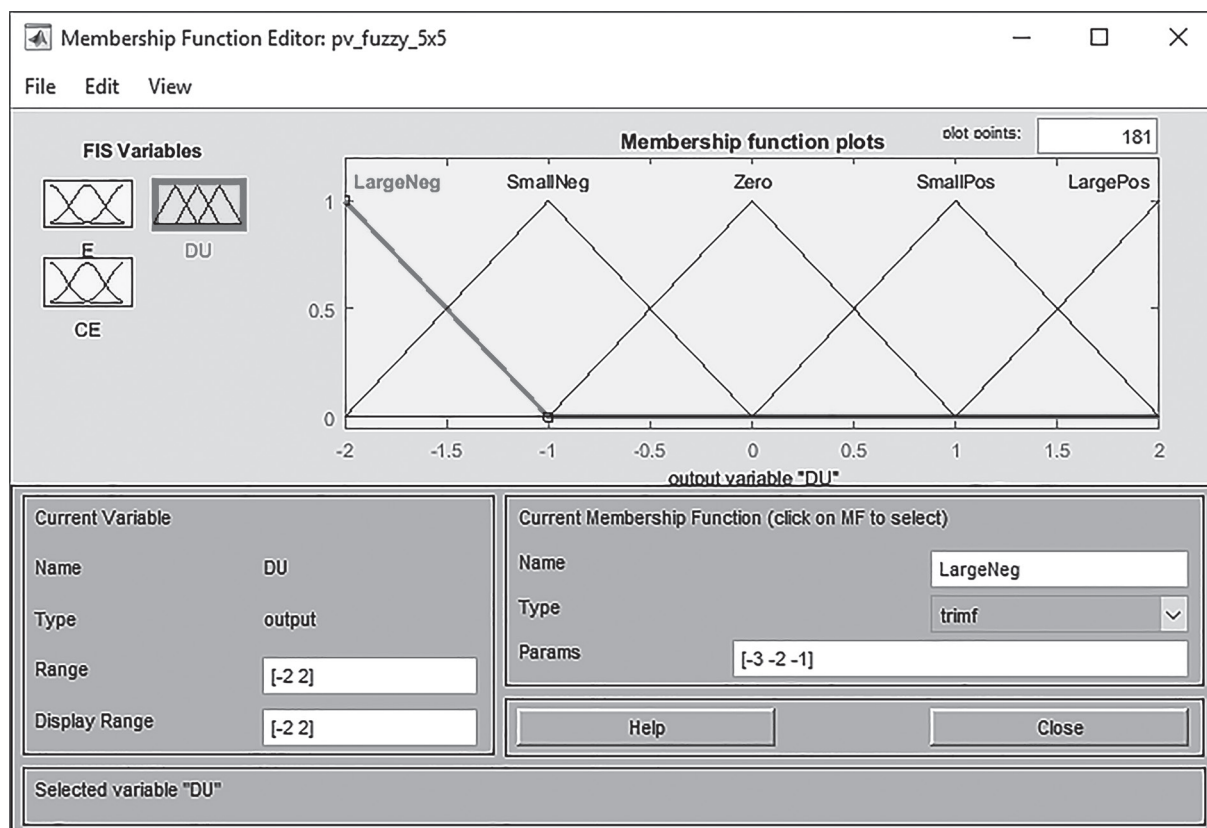 Membership Function Editor: pv_fuzzy_5x5
File Edit View
FIS Variables
E
DU
CE
Membership function plots
plot points:
181
LargeNeg
SmallNeg
Zero
SmallPos
LargePos
1
0.5
0
-2
-1.5
-1
-0.5
0
0.5
1
1.5
2
output variable "DU"
Current Variable
Name DU
Type output
Range [-2 2]
Display Range [-2 2]
Current Membership Function (click on MF to select)
Name LargeNeg
Type trimf
Params [-3 -2 -1]
Help
Close
Selected variable "DU"